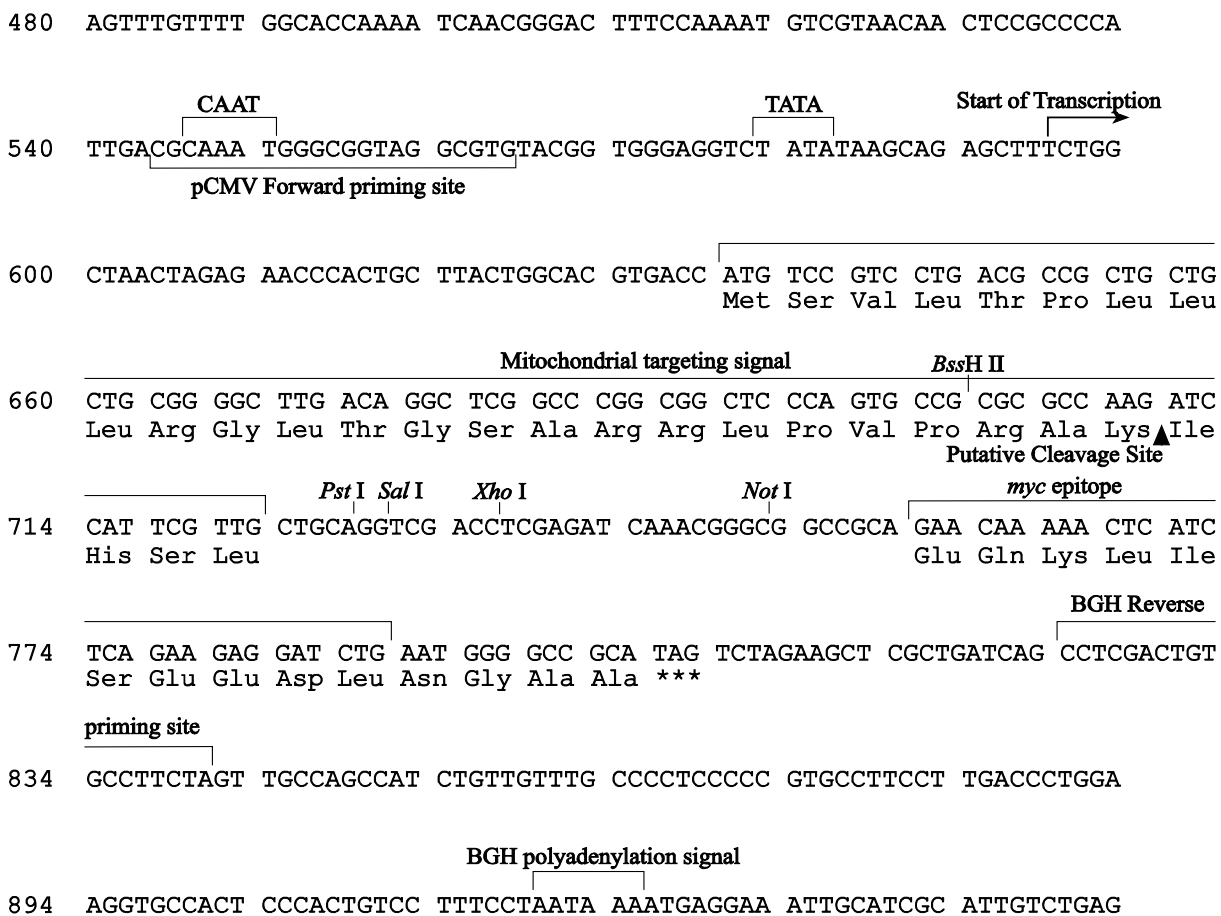 480 AGTTTGTTTT GGCACCAAAA TCAACGGGAC TTTCCAAAAT GTCGTAACAA CTCCGCCCCA
CAAT TATA Start of Transcription
540 TTGACGCAAA TGGGCGGTAG GCGTGTACGG TGGGAGGTCT ATATAAGCAG AGCTTTCTGG
pCMV Forward priming site
600 CTAACTAGAG AACCCACTGC TTACTGGCAC GTGACC ATG TCC GTC CTG ACG CCG CTG CTG
Met Ser Val Leu Thr Pro Leu Leu
Mitochondrial targeting signal BssH II
660 CTG CGG GGC TTG ACA GGC TCG GCC CGG CGG CTC CCA GTG CCG CGC GCC AAG ATC
Leu Arg Gly Leu Thr Gly Ser Ala Arg Arg Leu Pro Val Pro Arg Ala Lys Ile
Putative Cleavage Site
Pst I Sal I Xho I Not I myc epitope
714 CAT TCG TTG CTGCAGGTCG ACCTCGAGAT CAAACGGGCG GCCGCA GAA CAA AAA CTC ATC
His Ser Leu Glu Gln Lys Leu Ile
BGH Reverse
774 TCA GAA GAG GAT CTG AAT GGG GCC GCA TAG TCTAGAAGCT CGCTGATCAG CCTCGACTGT
Ser Glu Glu Asp Leu Asn Gly Ala Ala ***
priming site
834 GCCTTCTAGT TGCCAGCCAT CTGTTGTTTG CCCCTCCCCC GTGCCTTCCT TGACCCTGGA
BGH polyadenylation signal
894 AGGTGCCACT CCCACTGTCC TTTCCTAATA AAATGAGGAA ATTGCATCGC ATTGTCTGAG